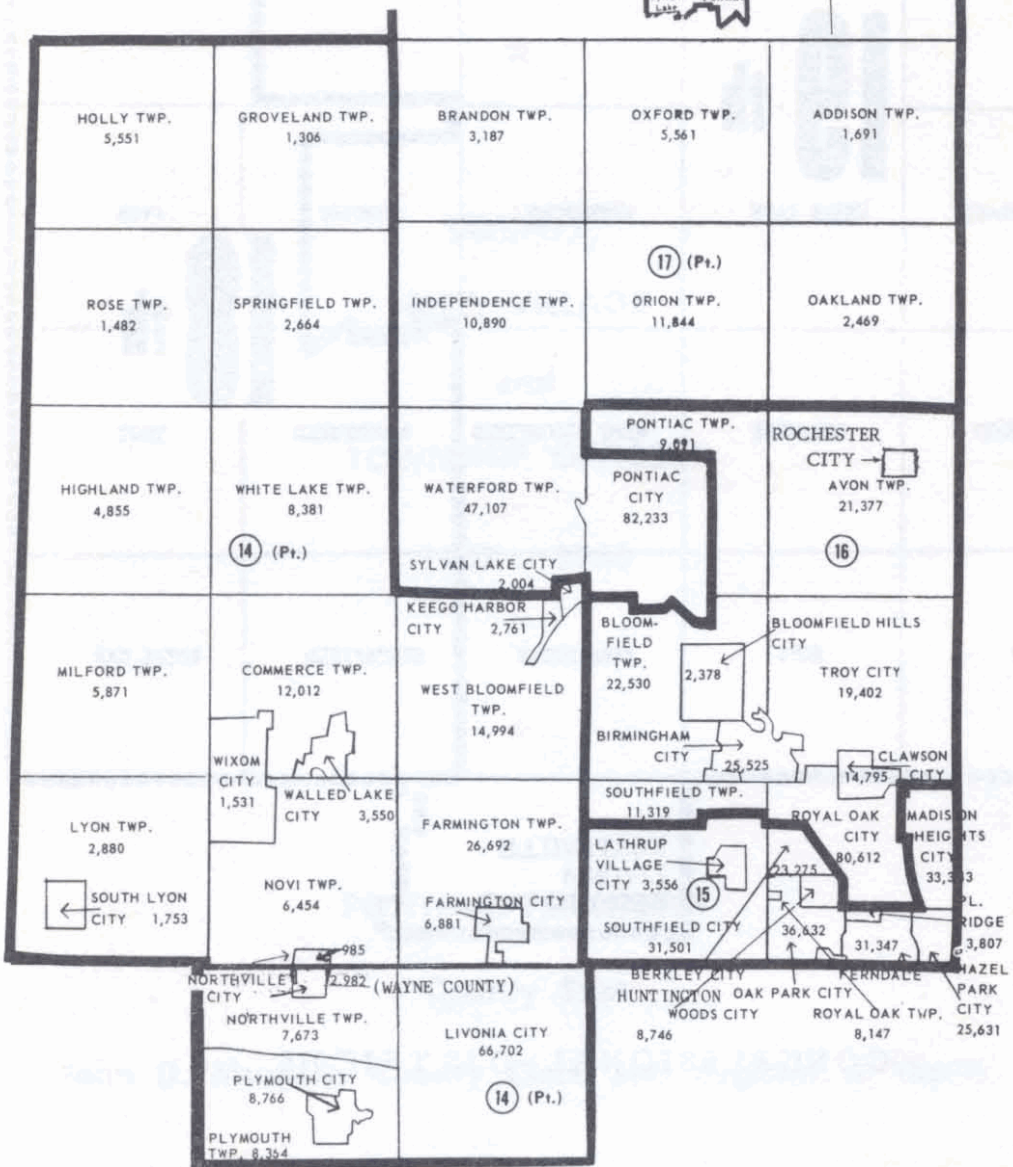 Lake
HOLLY TWP.
5,551
GROVELAND TWP.
1,306
BRANDON TWP.
3,187
OXFORD TWP.
5,561
ADDISON TWP.
1,691
17 (Pt.)
ROSE TWP.
1,482
SPRINGFIELD TWP.
2,664
INDEPENDENCE TWP.
10,890
ORION TWP.
11,844
OAKLAND TWP.
2,469
PONTIAC TWP.
ROCHESTER
CITY
HIGHLAND TWP.
4,855
WHITE LAKE TWP.
8,381
WATERFORD TWP.
47,107
PONTIAC
CITY
82,233
AVON TWP.
21,377
14 (Pt.)
16
SYLVAN LAKE CITY
2,004
KEEGO HARBOR
CITY 2,761
BLOOM-
FIELD
TWP.
22,530
BLOOMFIELD HILLS
CITY
2,378
MILFORD TWP.
5,871
COMMERCE TWP.
12,012
WEST BLOOMFIELD
TWP.
14,994
TROY CITY
19,402
BIRMINGHAM
CITY
25,525
CLAWSON
CITY
14,795
WIXOM
CITY
1,531
WALLED LAKE
CITY 3,550
SOUTHFIELD TWP.
11,319
LYON TWP.
2,880
FARMINGTON TWP.
26,692
LATHRUP
VILLAGE
CITY 3,556
ROYAL OAK
CITY
80,612
MADISON
HEIGHTS
CITY
23,275
15
SOUTH LYON
CITY 1,753
NOVI TWP.
6,454
FARMINGTON CITY
6,881
SOUTHFIELD CITY
31,501
36,632
31,347
PL.
RIDGE
3,807
985
NORTHVILLE
CITY
2,982
(WAYNE COUNTY)
BERKLEY CITY
HUNTINGTON
WOODS CITY
8,746
OAK PARK CITY
FERNDALE
ROYAL OAK TWP.
8,147
HAZEL
PARK
CITY
25,631
NORTHVILLE TWP.
7,673
LIVONIA CITY
66,702
PLYMOUTH CITY
8,766
14 (Pt.)
PLYMOUTH
TWP. 8,364